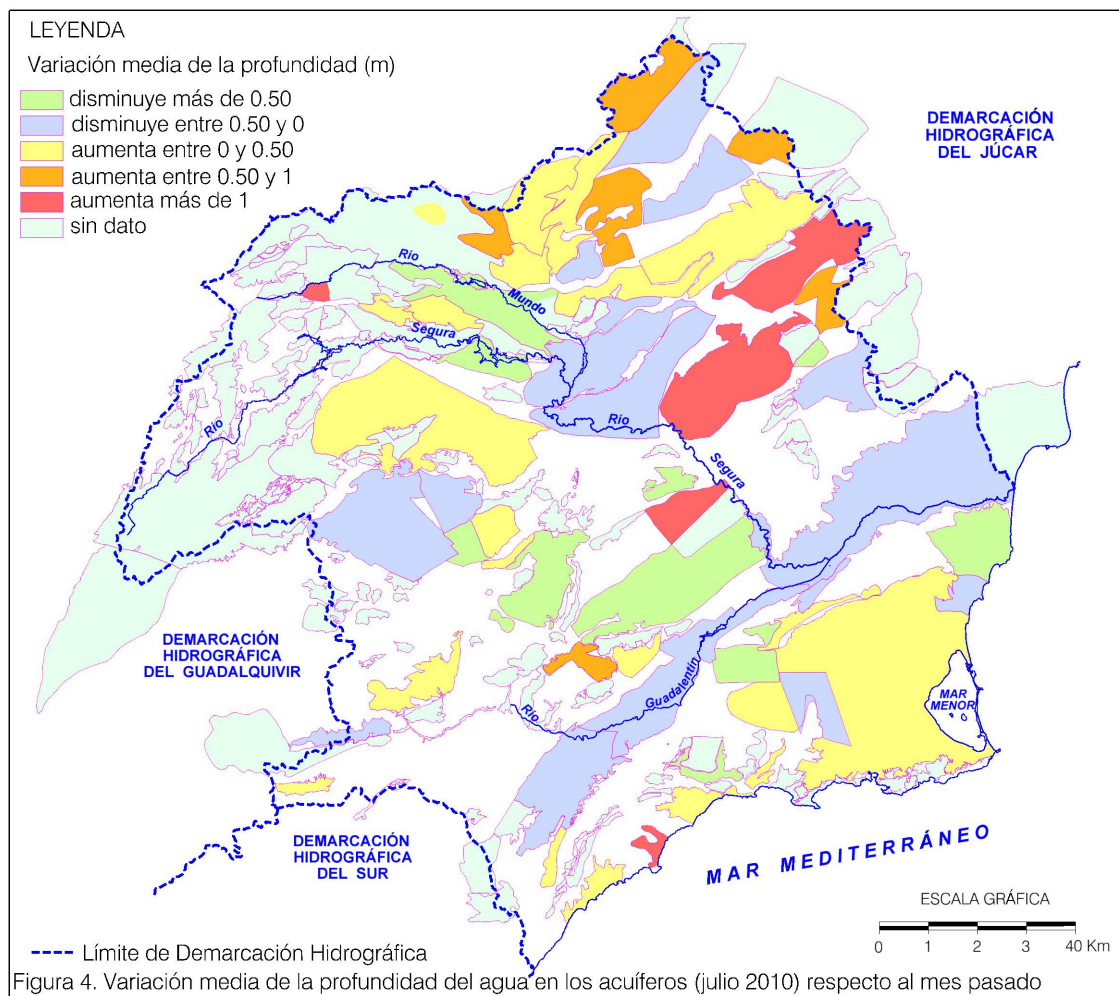 LEYENDA
Variación media de la profundidad (m)
disminuye más de 0.50
disminuye entre 0.50 y 0
aumenta entre 0 y 0.50
aumenta entre 0.50 y 1
aumenta más de 1
sin dato
DEMARCACIÓN
HIDROGRÁFICA
DEL JÚCAR
Río
Mundo
Segura
Río
Río
Segura
DEMARCACIÓN
HIDROGRÁFICA
DEL GUADALQUIVIR
Guadalentín
Río
MAR
MENOR
DEMARCACIÓN
HIDROGRÁFICA
DEL SUR
MAR MEDITERRÁNEO
ESCALA GRÁFICA
0 1 2 3 40 Km
Límite de Demarcación Hidrográfica
Figura 4. Variación media de la profundidad del agua en los acuíferos (julio 2010) respecto al mes pasado